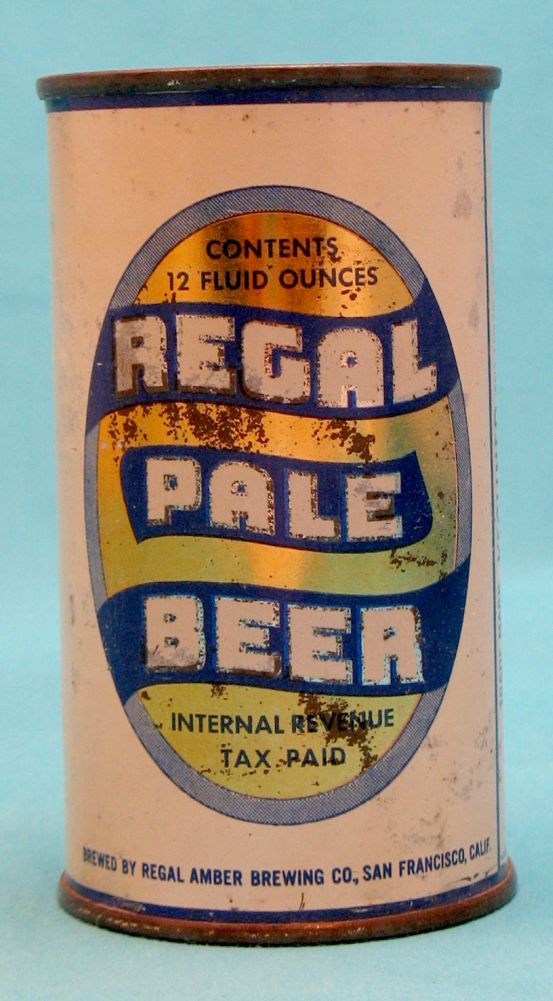 CONTENTS
12 FLUID OUNCES
REGAL
PALE
BEER
INTERNAL REVENUE
TAX PAID
BREWED BY REGAL AMBER BREWING CO., SAN FRANCISCO, CALIF.